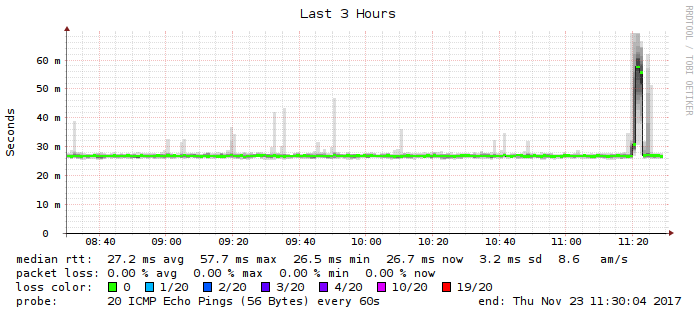 Last 3 Hours
RRDTOOL / TOBI OETIKER
Seconds
60 m
50 m
40 m
30 m
20 m
10 m
0
08:40 09:00 09:20 09:40 10:00 10:20 10:40 11:00 11:20
median rtt: 27.2 ms avg 57.7 ms max 26.5 ms min 26.7 ms now 3.2 ms sd 8.6 am/s
packet loss: 0.00 % avg 0.00 % max 0.00 % min 0.00 % now
loss color: 0 1/20 2/20 3/20 4/20 10/20 19/20
probe: 20 ICMP Echo Pings (56 Bytes) every 60s end: Thu Nov 23 11:30:04 2017